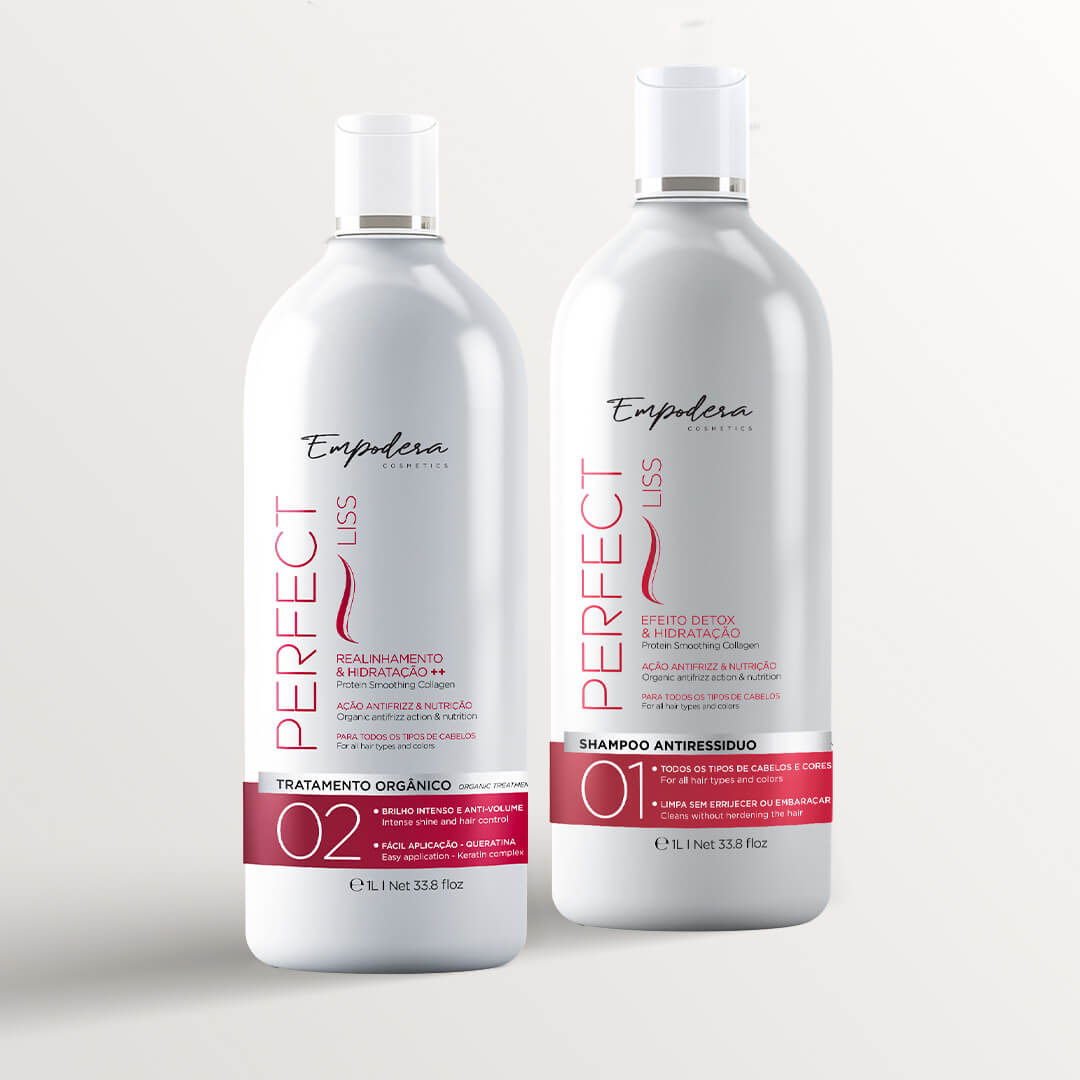 Empodera
COSMETICS
PERFECT
LISS
REALINHAMENTO
& HIDRATAÇÃO ++
Protein Smoothing Collagen
AÇÃO ANTIFRIZZ & NUTRIÇÃO
Organic antifrizz action & nutrition
PARA TODOS OS TIPOS DE CABELOS
For all hair types and colors
TRATAMENTO ORGÂNICO ORGANIC TREATMEN
02
• BRILHO INTENSO E ANTI-VOLUME
Intense shine and hair control
• FÁCIL APLICAÇÃO - QUERATINA
Easy application - Keratin complex
℮ 1L I Net 33.8 floz
Empodera
COSMETICS
PERFECT
LISS
EFEITO DETOX
& HIDRATAÇÃO
Protein Smoothing Collagen
AÇÃO ANTIFRIZZ & NUTRIÇÃO
Organic antifrizz action & nutrition
PARA TODOS OS TIPOS DE CABELOS
For all hair types and colors
SHAMPOO ANTIRESSIDUO
01
• TODOS OS TIPOS DE CABELOS E CORES
For all hair types and colors
• LIMPA SEM ERRIJECER OU EMBARAÇAR
Cleans without herdening the hair
℮ 1L I Net 33.8 floz